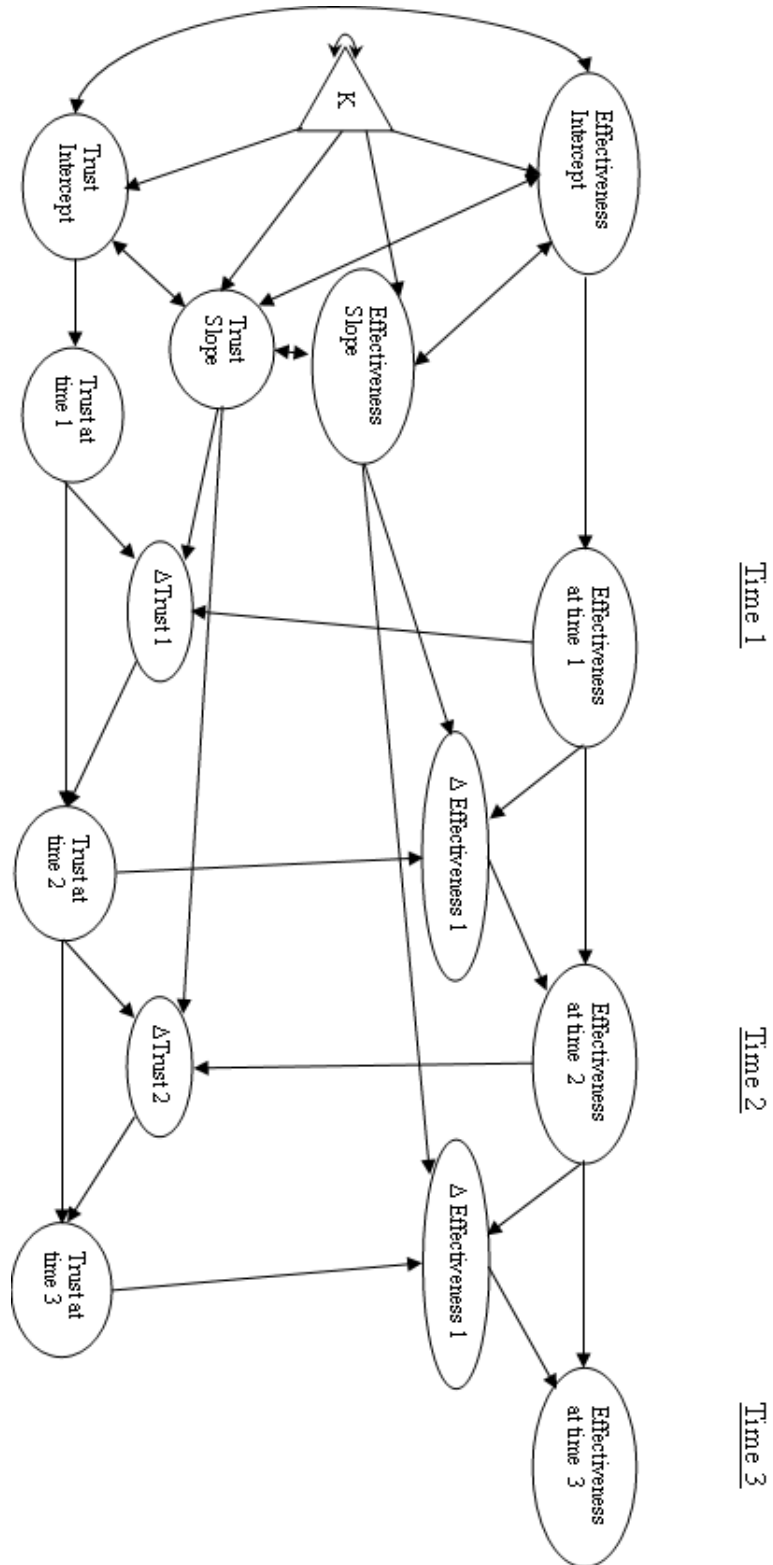 Time 1
Time 2
Time 3
Effectiveness
Intercept
Effectiveness
at time 1
Effectiveness
at time 2
Effectiveness
at time 3
Δ Effectiveness 1
Δ Effectiveness 1
K
Effectiveness
Slope
Trust
Slope
ΔTrust 1
ΔTrust 2
Trust
Intercept
Trust at
time 1
Trust at
time 2
Trust at
time 3